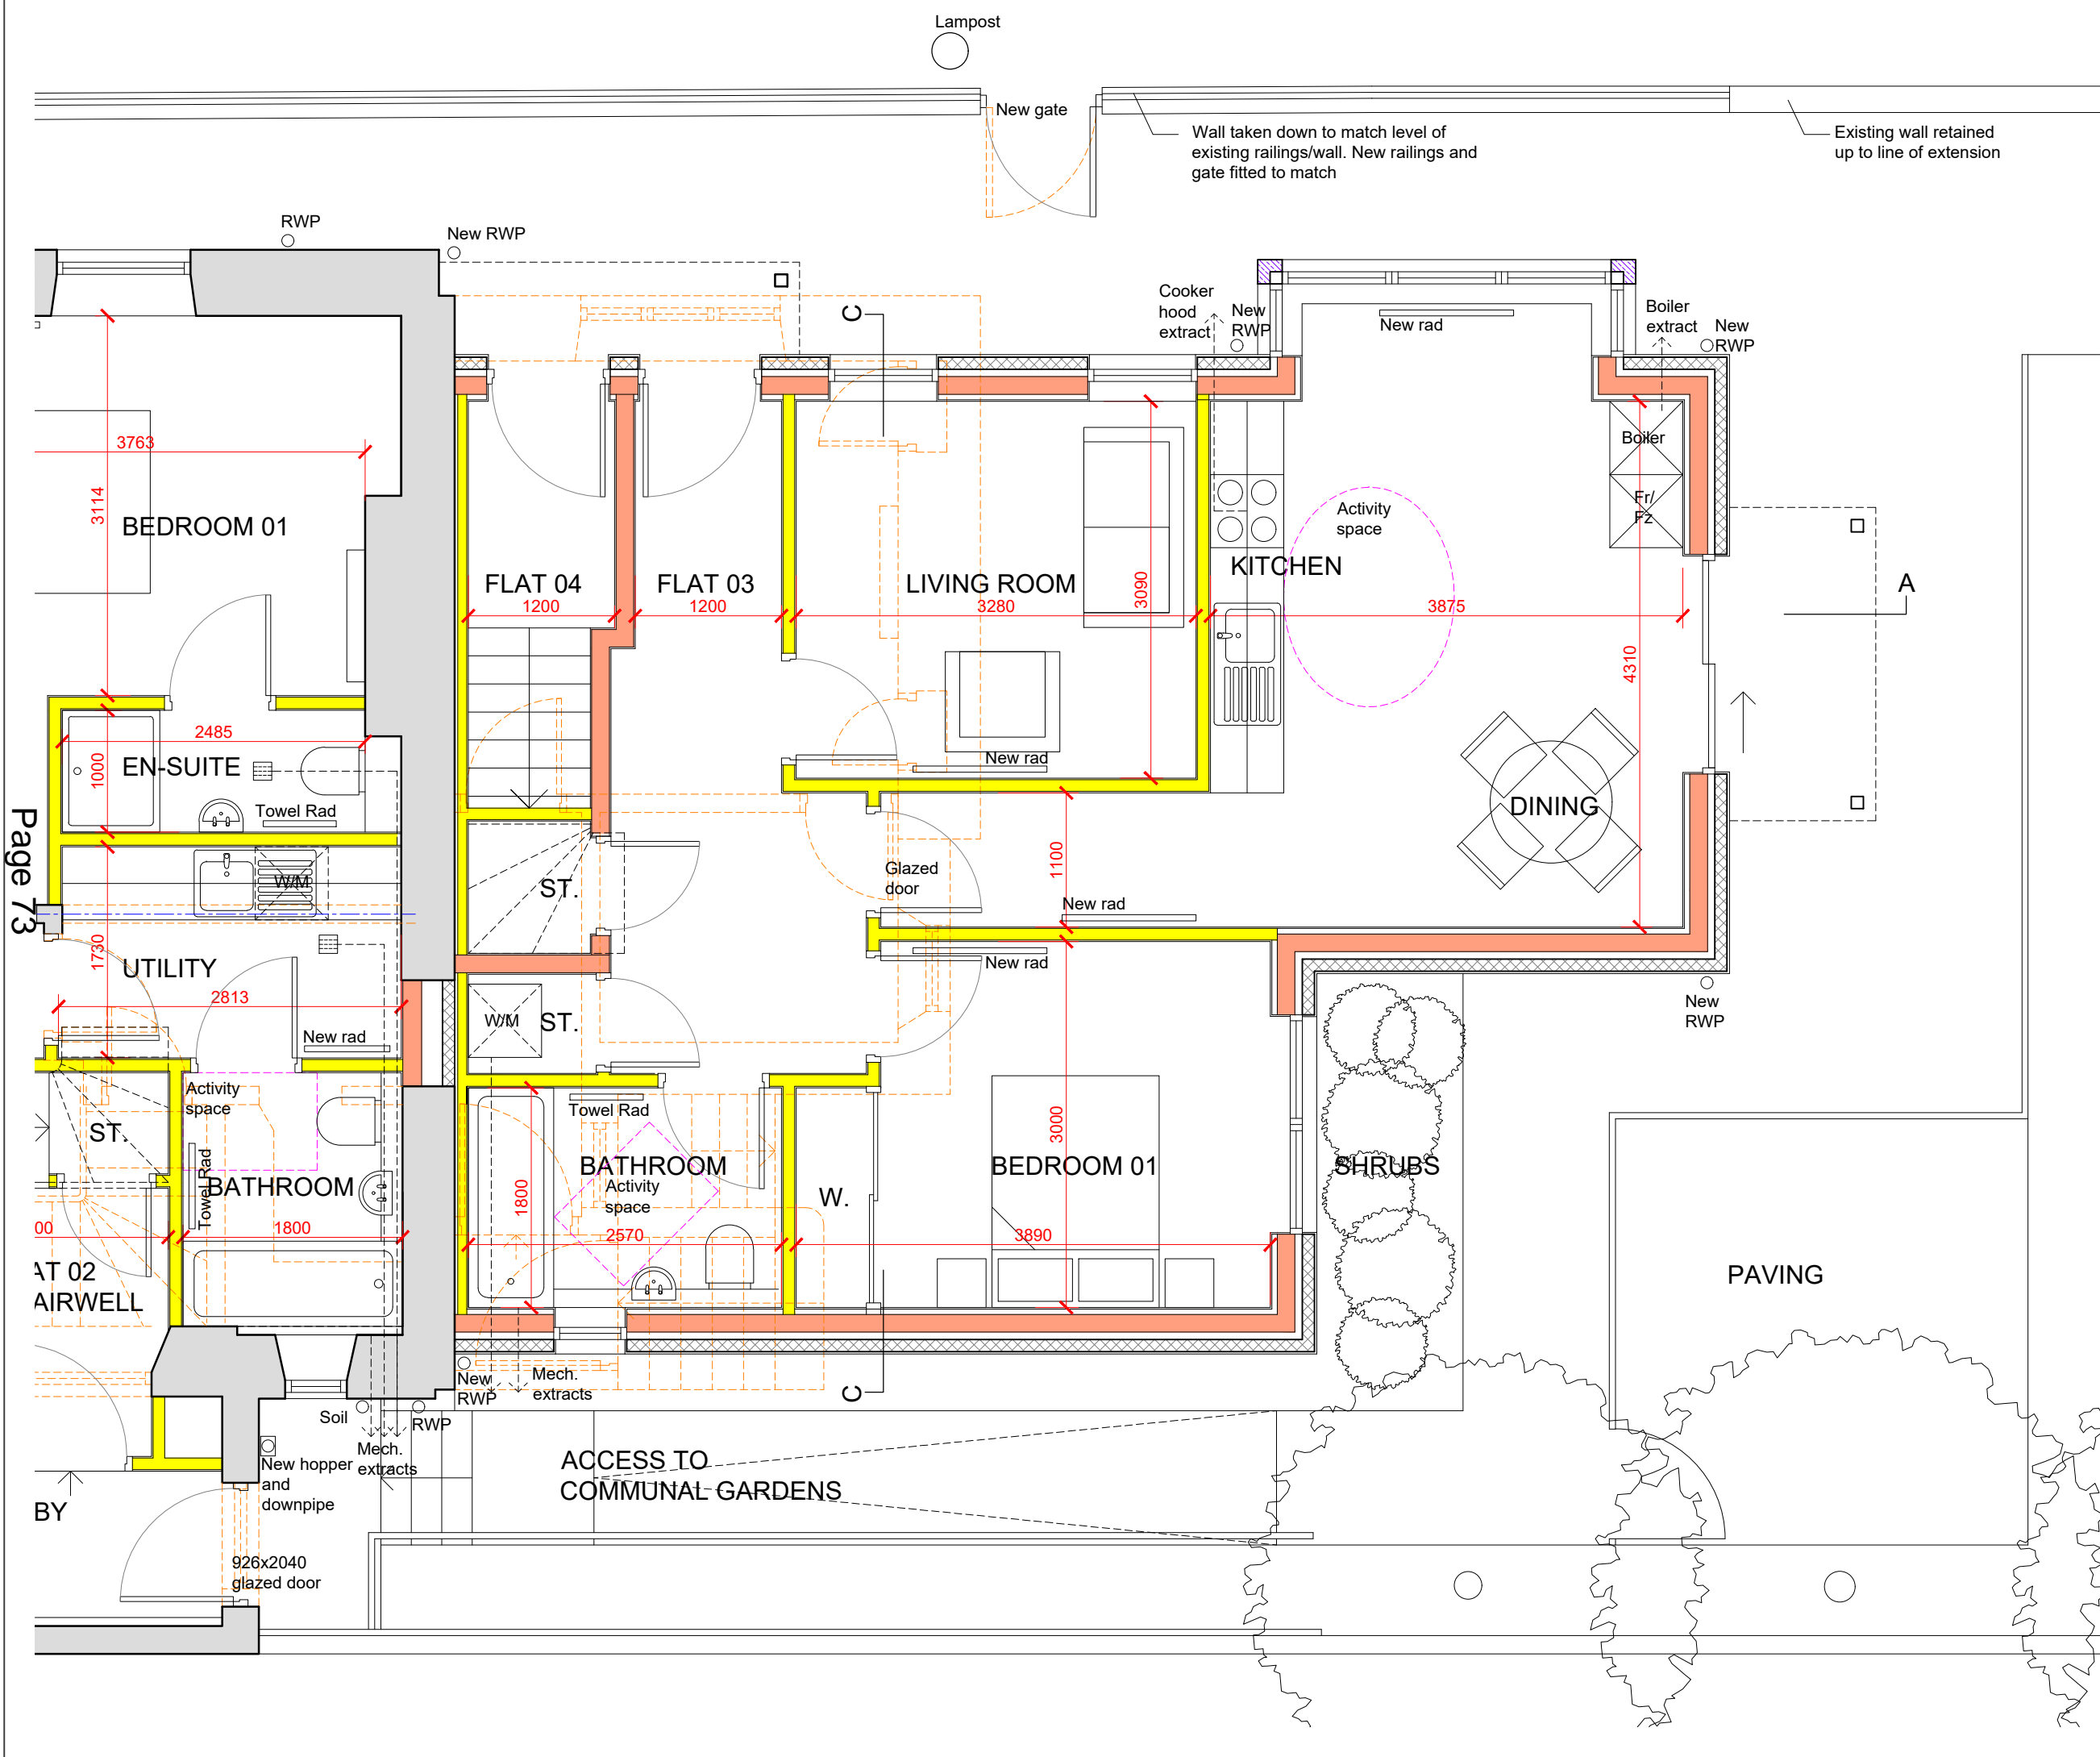 Lampost
New gate
Wall taken down to match level of
existing railings/wall. New railings and
gate fitted to match
Existing wall retained
up to line of extension
RWP
New RWP
C
Cooker
hood
extract
New
RWP
New rad
Boiler
extract
New
RWP
3763
3114
BEDROOM 01
FLAT 04
1200
FLAT 03
1200
LIVING ROOM
3280
3090
KITCHEN
Activity
space
3875
Boiler
Fr/
Fz
4310
A
2485
1000
EN-SUITE
Towel Rad
New rad
DINING
Page 73
W/M
ST.
Glazed
door
1100
New rad
1730
UTILITY
2813
New rad
W/M
ST.
New rad
New
RWP
Activity
space
ST.
Towel Rad
BATHROOM
00
1800
Towel Rad
1800
BATHROOM
Activity
space
2570
W.
3000
BEDROOM 01
3890
SHRUBS
PAVING
AT 02
AIRWELL
New
RWP
Mech.
extracts
C
Soil
RWP
Mech.
extracts
New hopper
and
downpipe
ACCESS TO
COMMUNAL GARDENS
BY
926x2040
glazed door